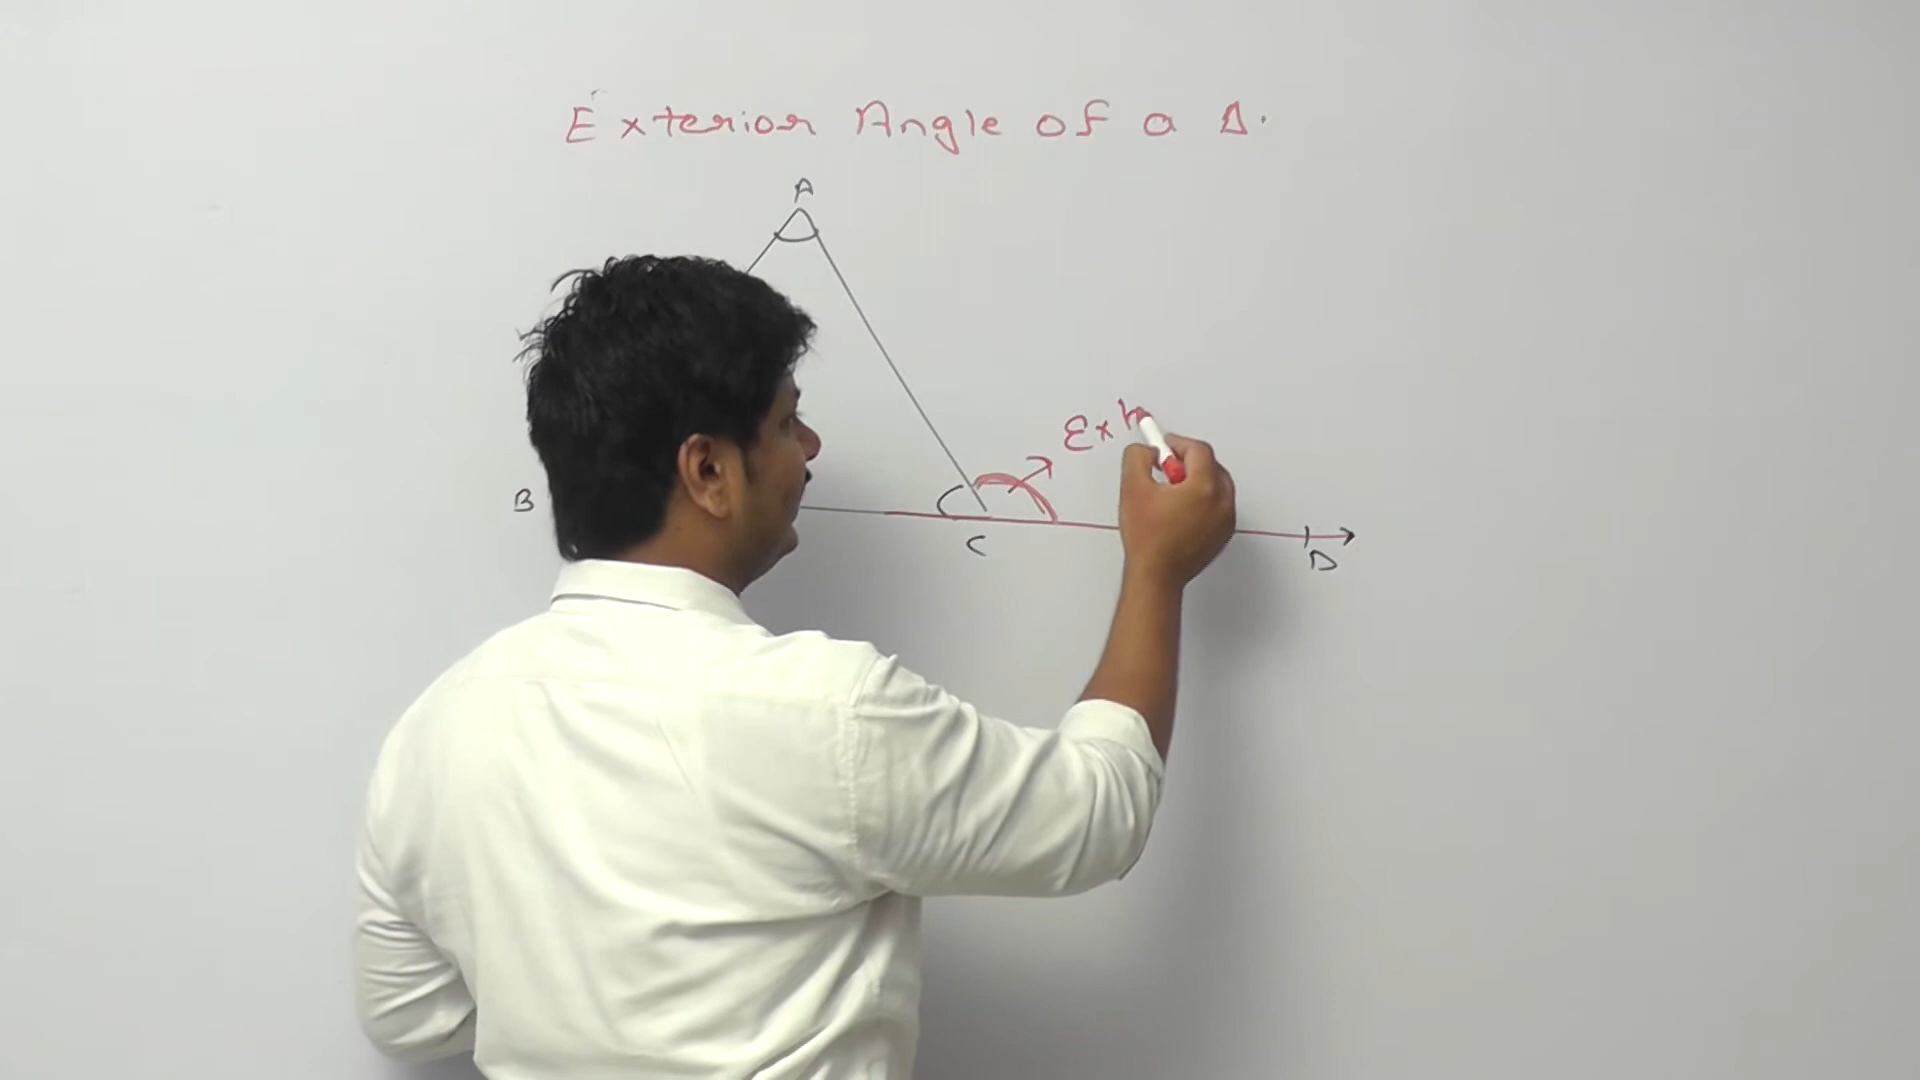 Exterior Angle of a Δ.
A
Ext
B
C
D